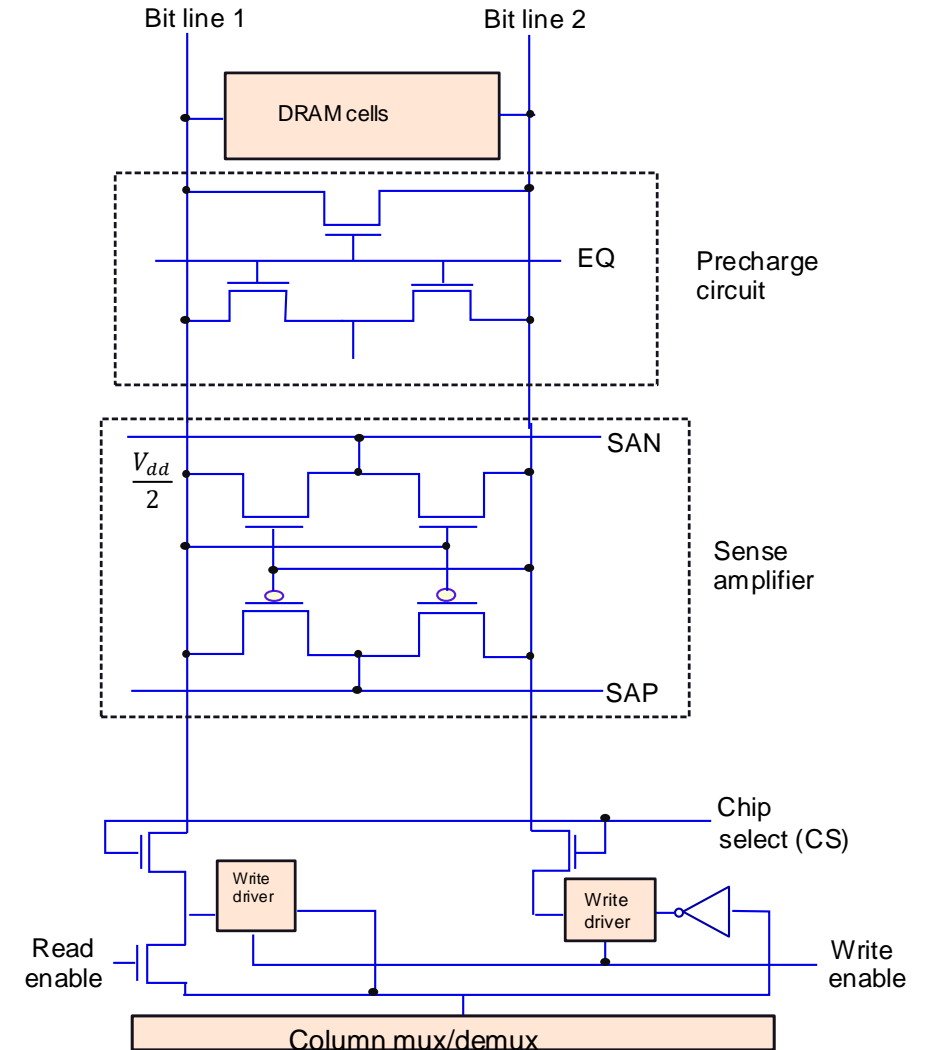 Bit line 1
Bit line 2
DRAM cells
EQ
Precharge
circuit
SAN
Vdd
2
Sense
amplifier
SAP
Chip
select (CS)
Write
driver
Write
driver
Read
enable
Write
enable
Column mux/demux